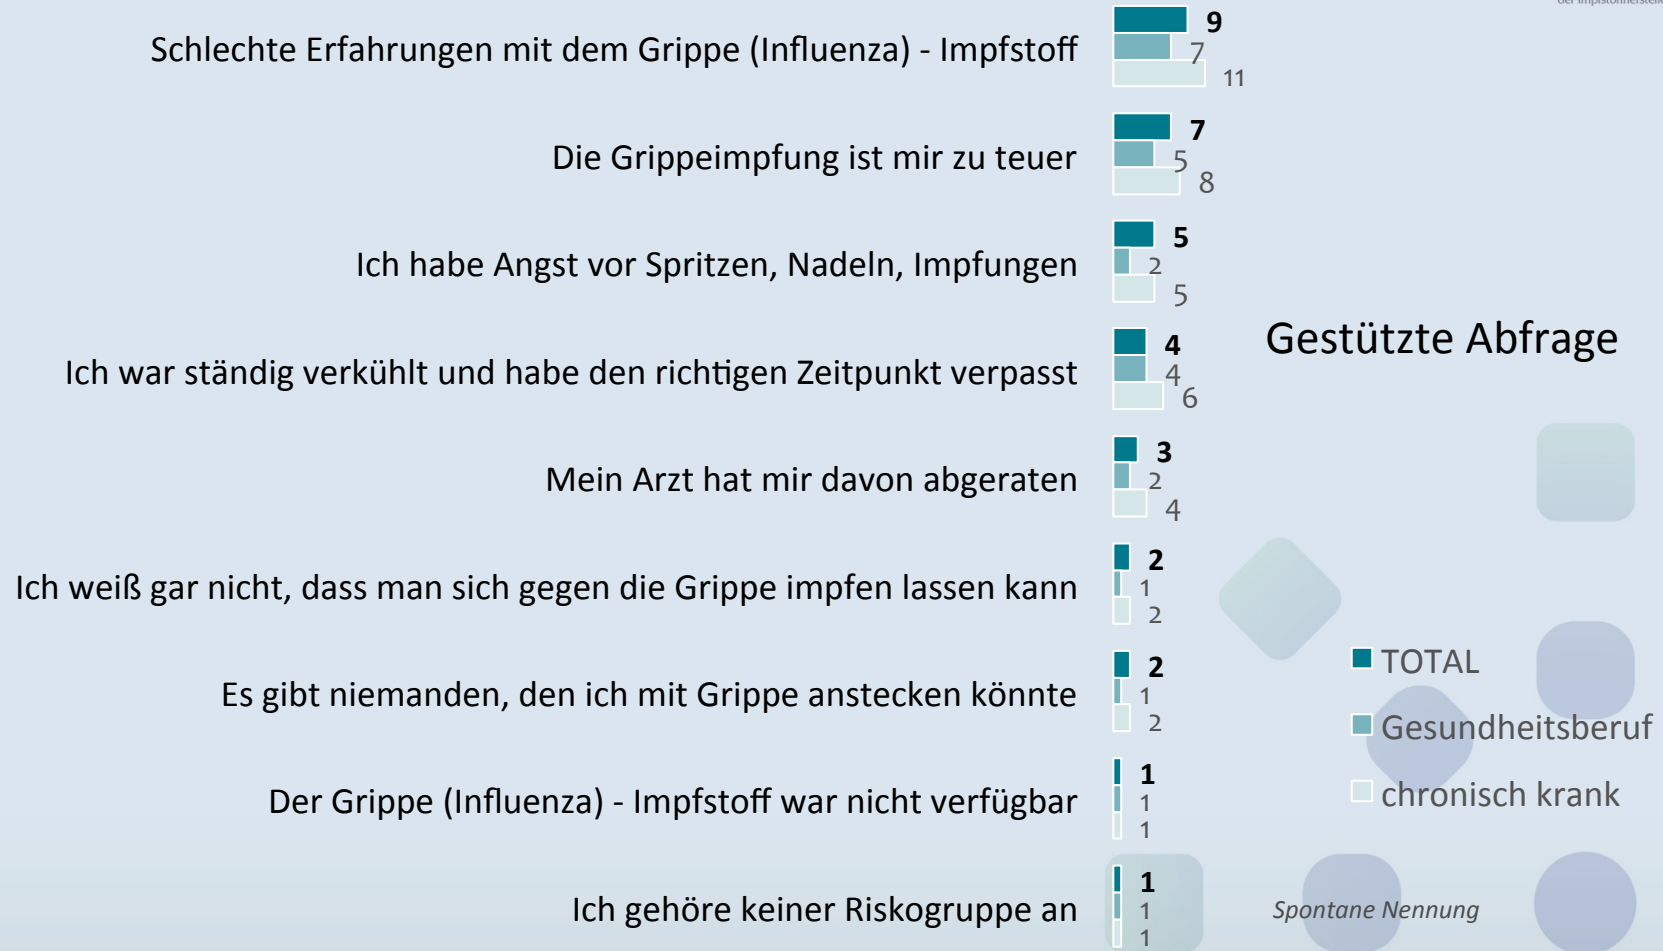 der Impfstoffhersteller
Schlechte Erfahrungen mit dem Grippe (Influenza) - Impfstoff
9
7
11
Die Grippeimpfung ist mir zu teuer
7
5
8
Ich habe Angst vor Spritzen, Nadeln, Impfungen
5
2
5
Gestützte Abfrage
Ich war ständig verkühlt und habe den richtigen Zeitpunkt verpasst
4
4
6
Mein Arzt hat mir davon abgeraten
3
2
4
Ich weiß gar nicht, dass man sich gegen die Grippe impfen lassen kann
2
1
2
Es gibt niemanden, den ich mit Grippe anstecken könnte
2
1
2
TOTAL
Gesundheitsberuf
chronisch krank
Der Grippe (Influenza) - Impfstoff war nicht verfügbar
1
1
1
Ich gehöre keiner Riskogruppe an
1
1
1
Spontane Nennung